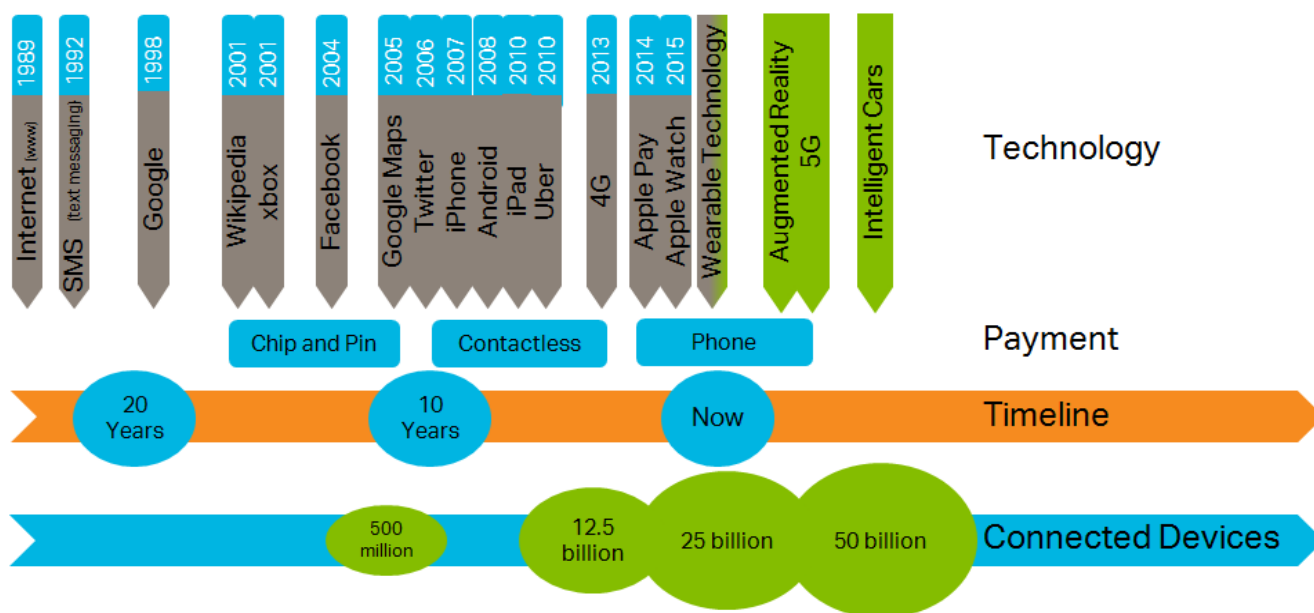 1989
Internet (www)
1992
SMS (text messaging)
1998
Google
2001
Wikipedia
2001
xbox
2004
Facebook
2005
Google Maps
2006
Twitter
2007
iPhone
2008
Android
2010
iPad
2010
Uber
2013
4G
2014
Apple Pay
2015
Apple Watch
Wearable Technology
Augmented Reality
5G
Intelligent Cars
Technology
Chip and Pin
Contactless
Phone
Payment
20
Years
10
Years
Now
Timeline
500
million
12.5
billion
25 billion
50 billion
Connected Devices